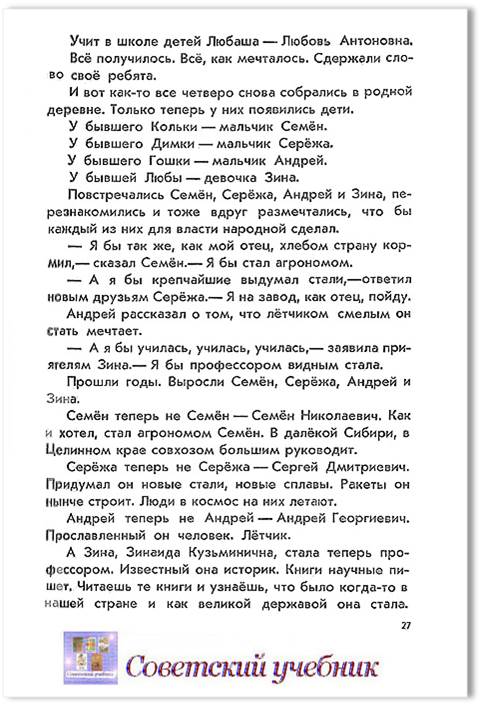 Учит в школе детей Любаша — Любовь Антоновна.
Всё получилось. Всё, как мечталось. Сдержали сло-
во своё ребята.
И вот как-то все четверо снова собрались в родной
деревне. Только теперь у них появились дети.
У бывшего Кольки — мальчик Семён.
У бывшего Димки — мальчик Серёжа.
У бывшего Гошки — мальчик Андрей.
У бывшей Любы — девочка Зина.
Повстречались Семён, Серёжа, Андрей и Зина, пе-
резнакомились и тоже вдруг размечтались, что бы
каждый из них для власти народной сделал.
— Я бы так же, как мой отец, хлебом страну кор-
мил,— сказал Семён.— Я бы стал агрономом.
— А я бы крепчайшие выдумал стали,—ответил
новым друзьям Серёжа.— Я на завод, как отец, пойду.
Андрей рассказал о том, что лётчиком смелым он
стать мечтает.
— А я бы училась, училась, училась,— заявила при-
ятелям Зина.— Я бы профессором видным стала.
Прошли годы. Выросли Семён, Серёжа, Андрей и
Зина.
Семён теперь не Семён — Семён Николаевич. Как
и хотел, стал агрономом Семён. В далёкой Сибири, в
Целинном крае совхозом большим руководит.
Серёжа теперь не Серёжа — Сергей Дмитриевич.
Придумал он новые стали, новые сплавы. Ракеты он
нынче строит. Люди в космос на них летают.
Андрей теперь не Андрей — Андрей Георгиевич.
Прославленный он человек. Лётчик.
А Зина, Зинаида Кузьминична, стала теперь про-
фессором. Известный она историк. Книги научные пи-
шет. Читаешь те книги и узнаёшь, что было когда-то в
нашей стране и как великой державой она стала.
27
Советский учебник